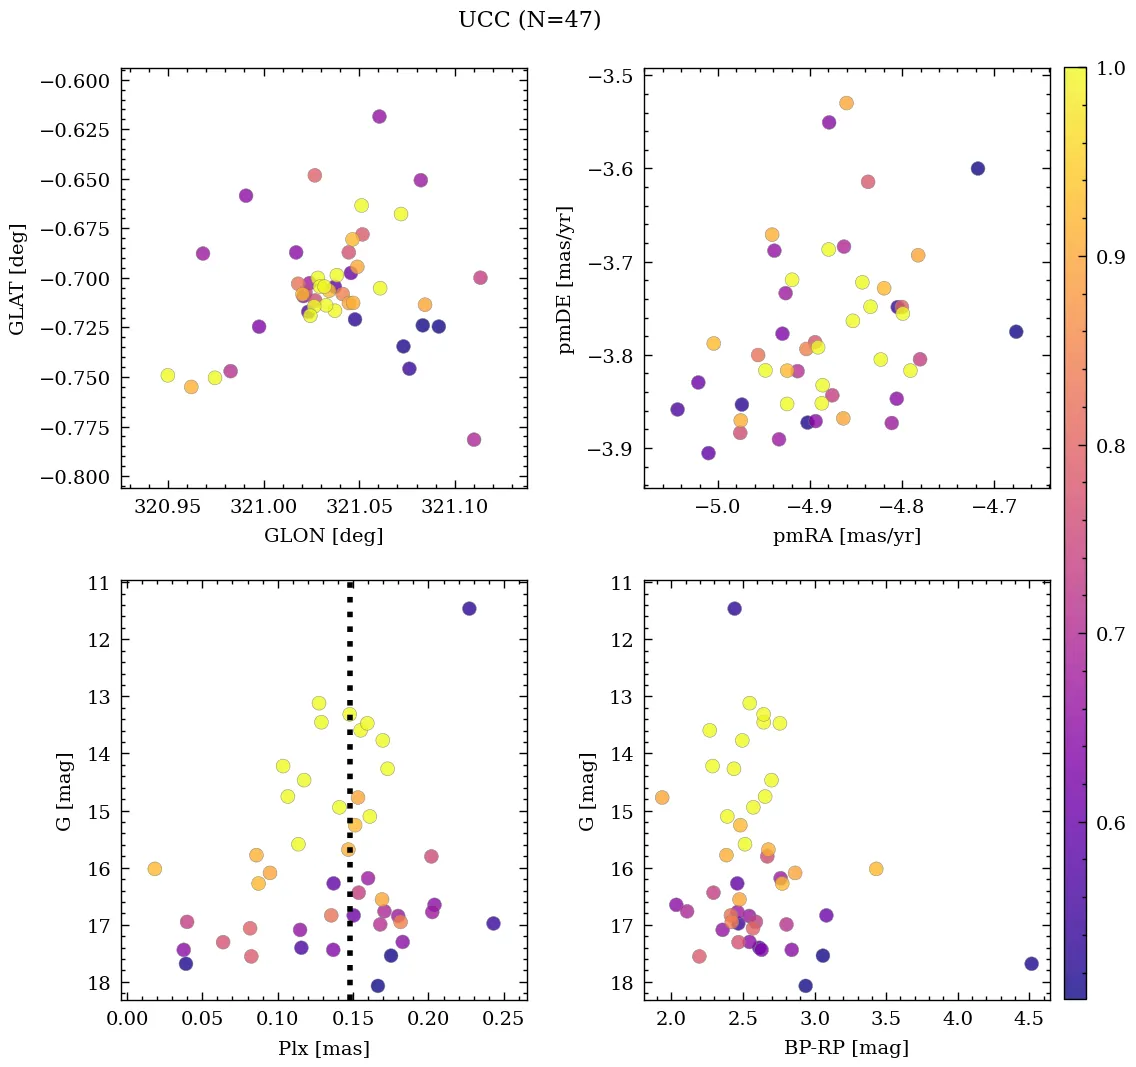 UCC (N=47)
−0.600
−0.625
−0.650
−0.675
−0.700
−0.725
−0.750
−0.775
−0.800
GLAT [deg]
320.95 321.00 321.05 321.10
GLON [deg]
−3.5
−3.6
−3.7
−3.8
−3.9
pmDE [mas/yr]
−5.0 −4.9 −4.8 −4.7
pmRA [mas/yr]
1.0
0.9
0.8
0.7
0.6
11
12
13
14
15
16
17
18
G [mag]
0.00 0.05 0.10 0.15 0.20 0.25
Plx [mas]
11
12
13
14
15
16
17
18
G [mag]
2.0 2.5 3.0 3.5 4.0 4.5
BP-RP [mag]